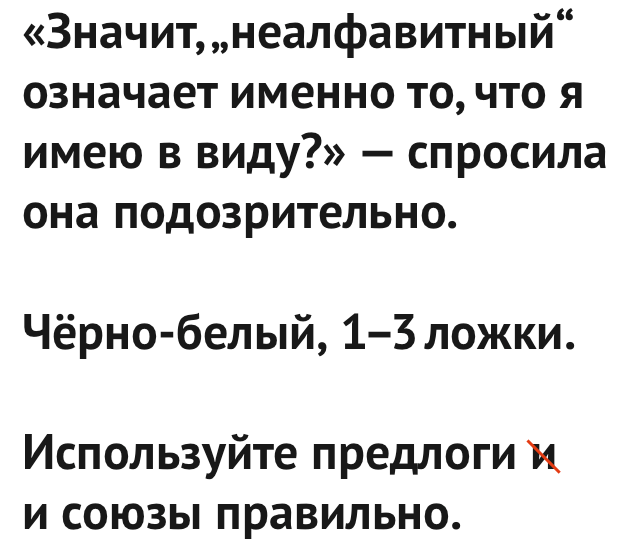 «Значит, „неалфавитный“
означает именно то, что я
имею в виду?» — спросила
она подозрительно.
Чёрно-белый, 1–3 ложки.
Используйте предлоги и
и союзы правильно.